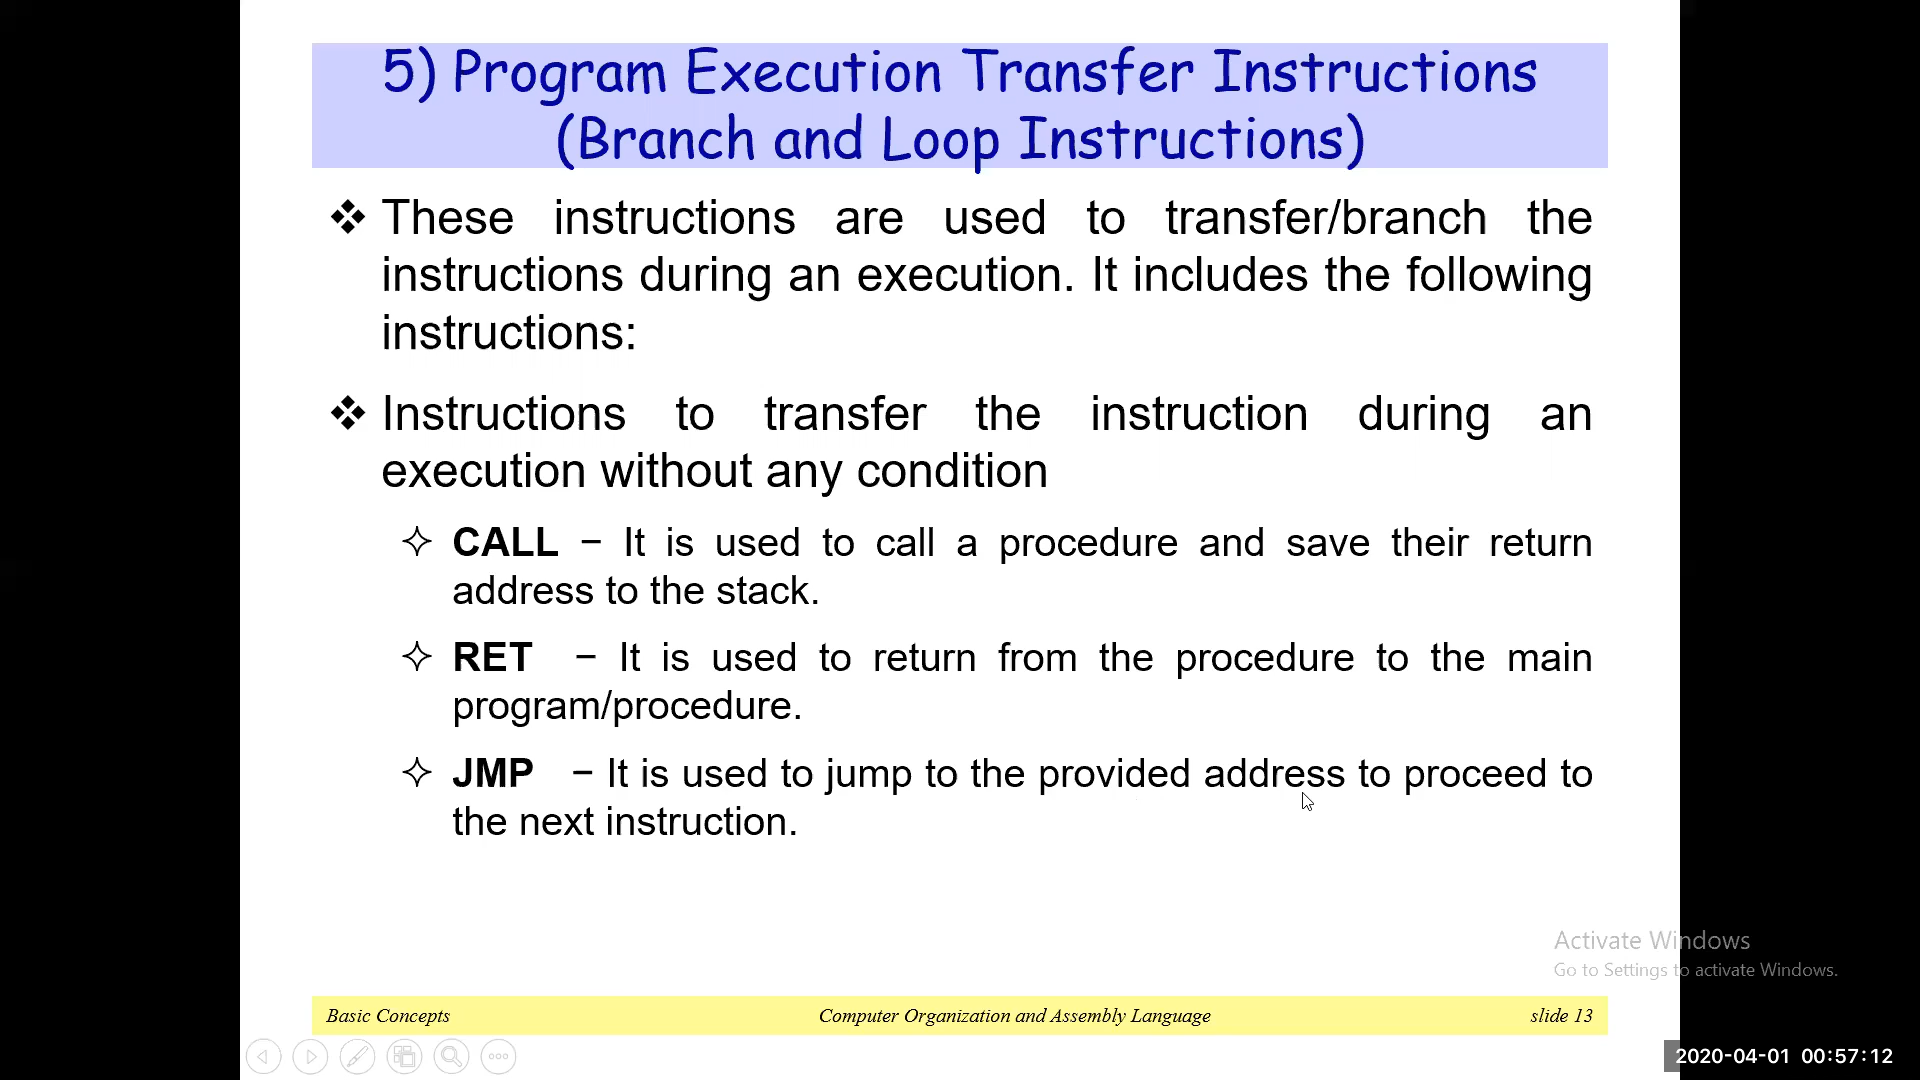 5) Program Execution Transfer Instructions
(Branch and Loop Instructions)
These instructions are used to transfer/branch the
instructions during an execution. It includes the following
instructions:
Instructions to transfer the instruction during an
execution without any condition
CALL − It is used to call a procedure and save their return
address to the stack.
RET − It is used to return from the procedure to the main
program/procedure.
JMP − It is used to jump to the provided address to proceed to
the next instruction.
Activate Windows
Go to Settings to activate Windows.
Basic Concepts Computer Organization and Assembly Language slide 13
2020-04-01 00:57:12